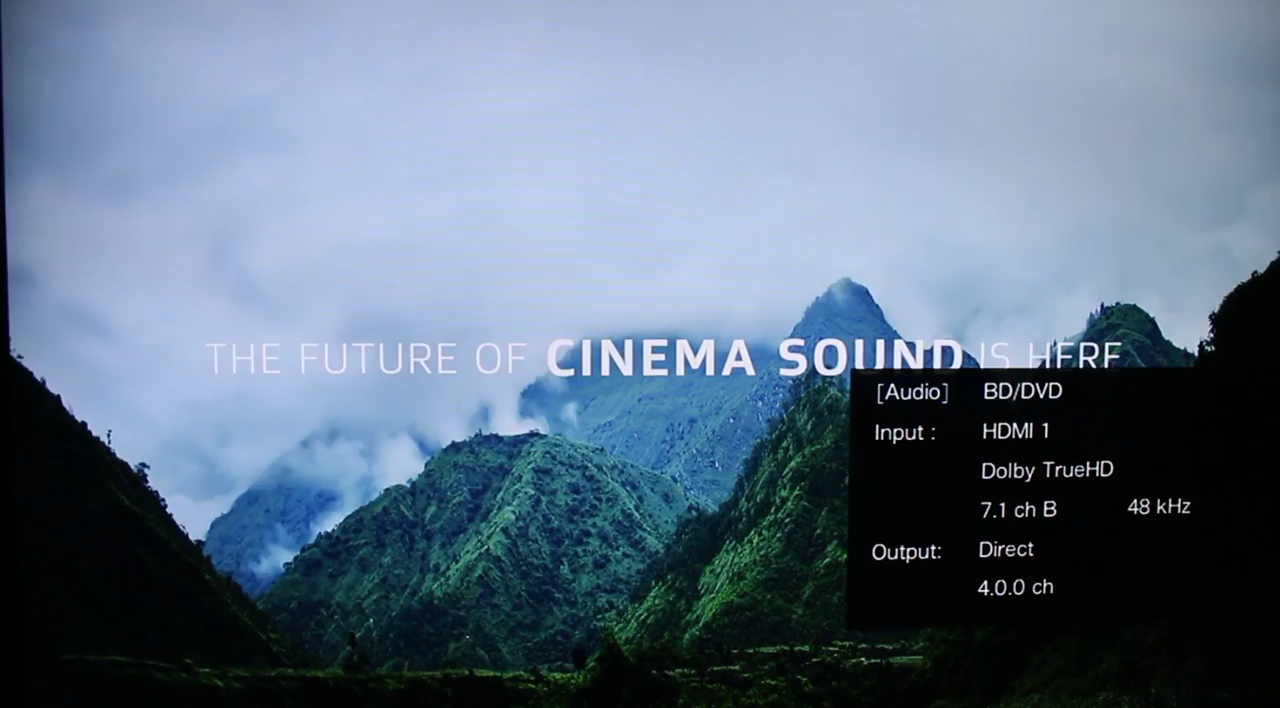 THE FUTURE OF CINEMA SOUND IS HERE
[Audio] BD/DVD
Input : HDMI 1
Dolby TrueHD
7.1 ch B 48 kHz
Output: Direct
4.0.0 ch